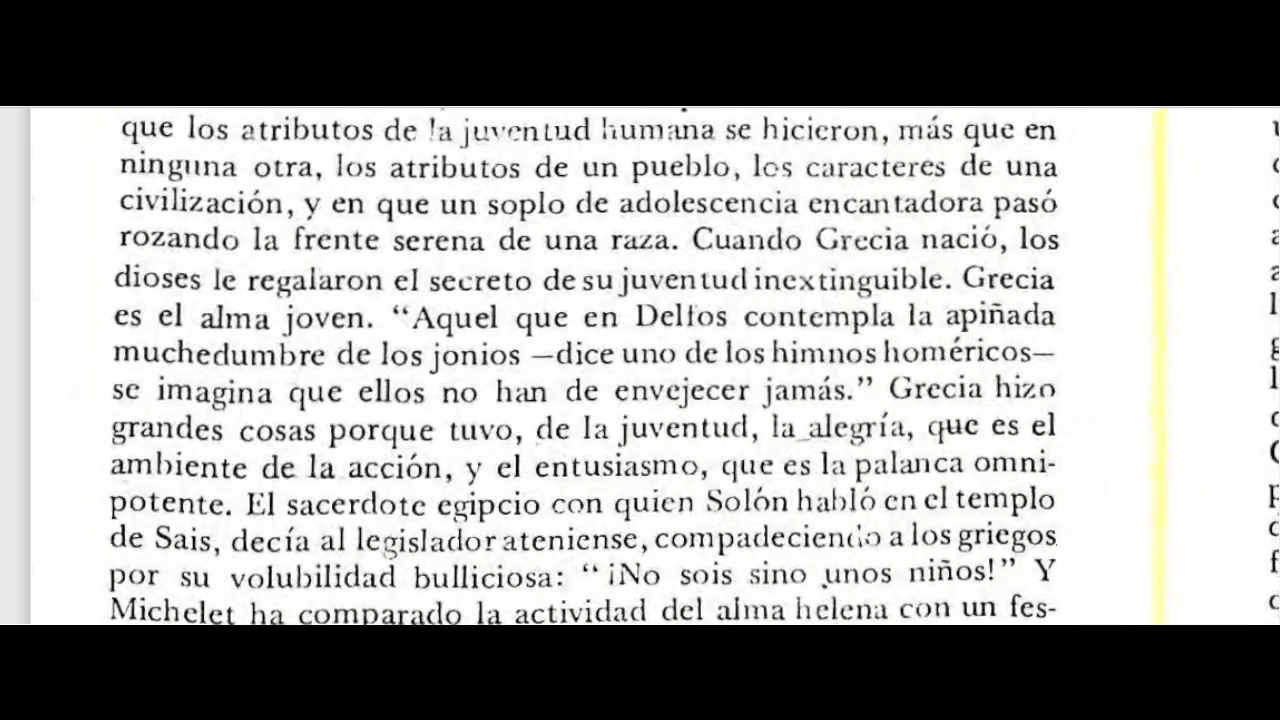 que los atributos de la juventud humana se hicieron, más que en
ninguna otra, los atributos de un pueblo, los caracteres de una
civilización, y en que un soplo de adolescencia encantadora pasó
rozando la frente serena de una raza. Cuando Grecia nació, los
dioses le regalaron el secreto de su juventud inextinguible. Grecia
es el alma joven. “Aquel que en Delfos contempla la apiñada
muchedumbre de los jonios —dice uno de los himnos homéricos—
se imagina que ellos no han de envejecer jamás.” Grecia hizo
grandes cosas porque tuvo, de la juventud, la alegría, que es el
ambiente de la acción, y el entusiasmo, que es la palanca omni-
potente. El sacerdote egipcio con quien Solón habló en el templo
de Sais, decía al legislador ateniense, compadeciendo a los griegos
por su volubilidad bulliciosa: “¡No sois sino unos niños!” Y
Michelet ha comparado la actividad del alma helena con un fes-